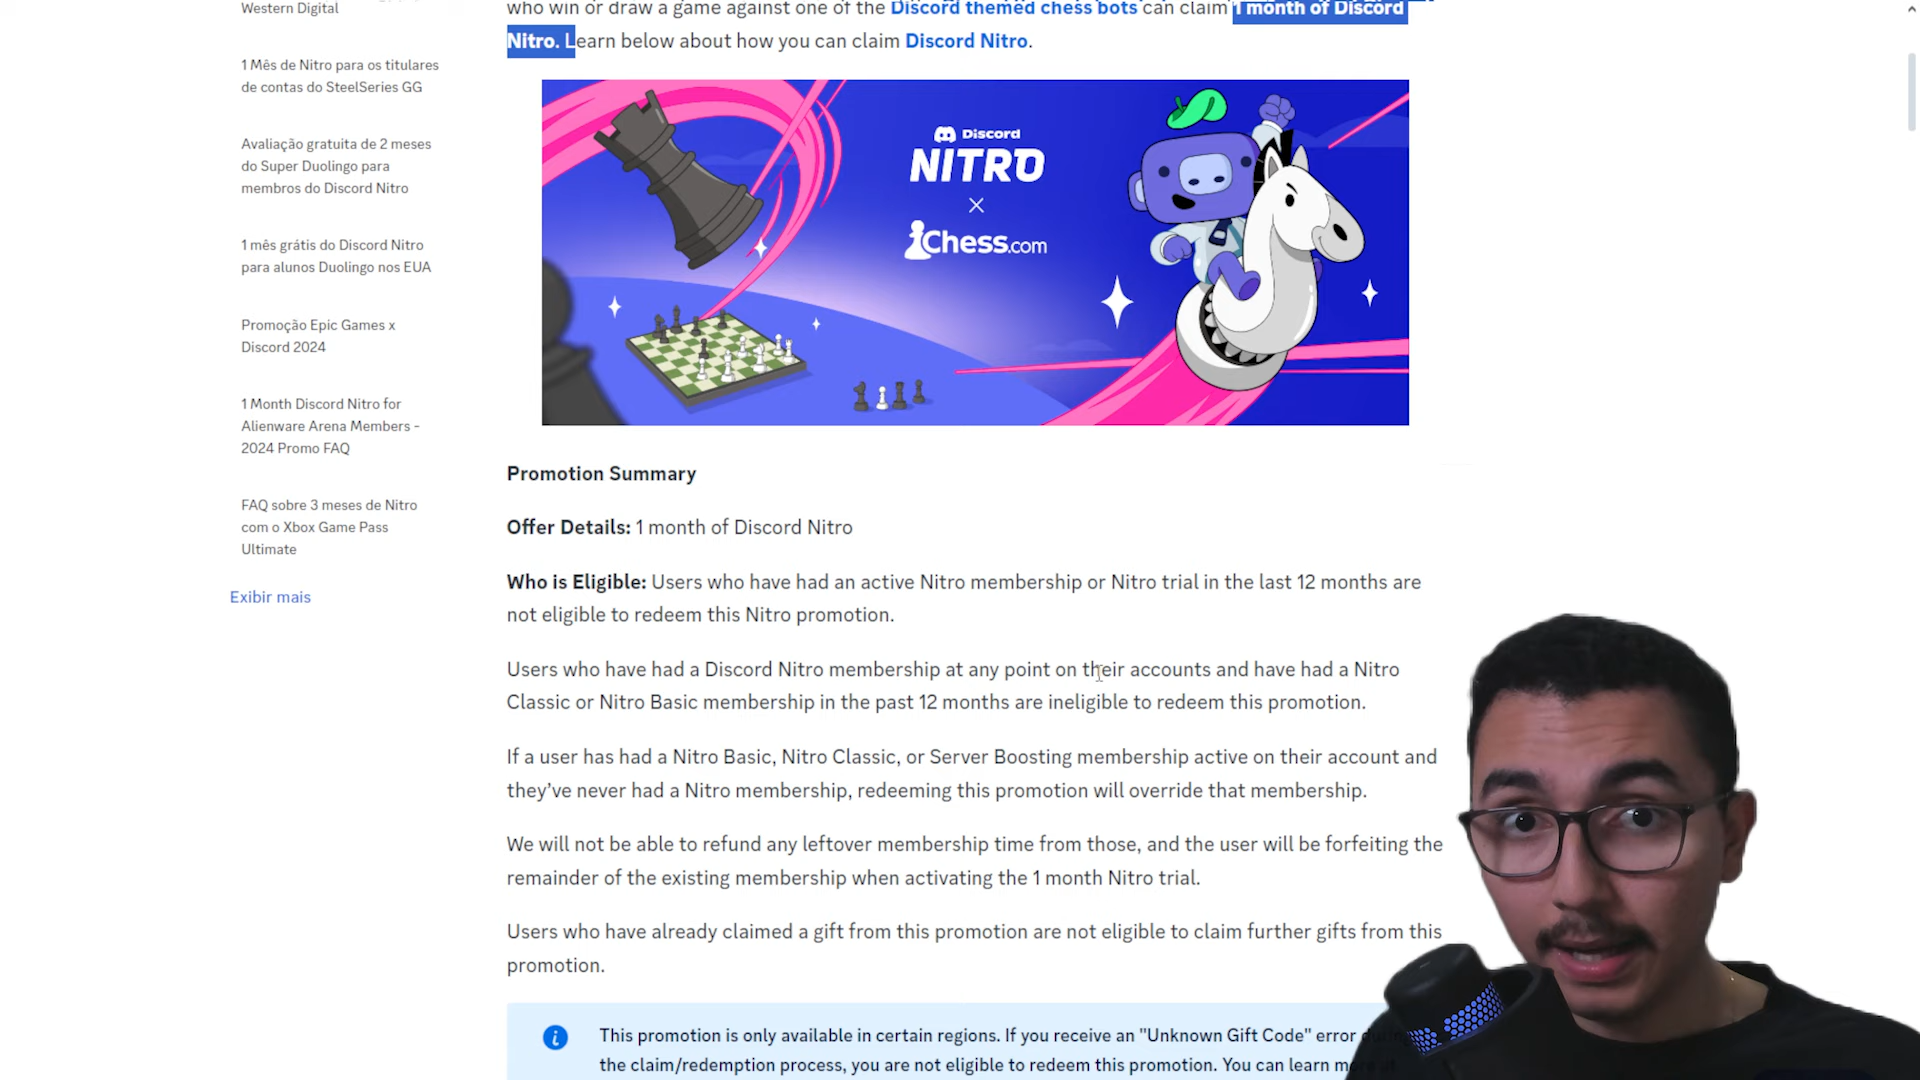 Western Digital
1 Mês de Nitro para os titulares
de contas do SteelSeries GG
Avaliação gratuita de 2 meses
do Super Duolingo para
membros do Discord Nitro
1 mês grátis do Discord Nitro
para alunos Duolingo nos EUA
Promoção Epic Games x
Discord 2024
1 Month Discord Nitro for
Alienware Arena Members -
2024 Promo FAQ
FAQ sobre 3 meses de Nitro
com o Xbox Game Pass
Ultimate
Exibir mais
who win or draw a game against one of the Discord themed chess bots can claim 1 month of Discord
Nitro. Learn below about how you can claim Discord Nitro.
Discord
NITRO
×
Chess.com
Promotion Summary
Offer Details: 1 month of Discord Nitro
Who is Eligible: Users who have had an active Nitro membership or Nitro trial in the last 12 months are
not eligible to redeem this Nitro promotion.
Users who have had a Discord Nitro membership at any point on their accounts and have had a Nitro
Classic or Nitro Basic membership in the past 12 months are ineligible to redeem this promotion.
If a user has had a Nitro Basic, Nitro Classic, or Server Boosting membership active on their account and
they've never had a Nitro membership, redeeming this promotion will override that membership.
We will not be able to refund any leftover membership time from those, and the user will be forfeiting the
remainder of the existing membership when activating the 1 month Nitro trial.
Users who have already claimed a gift from this promotion are not eligible to claim further gifts from this
promotion.
This promotion is only available in certain regions. If you receive an "Unknown Gift Code" error
the claim/redemption process, you are not eligible to redeem this promotion. You can learn